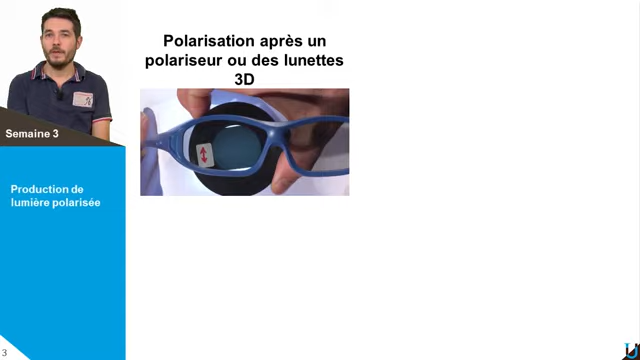 Polarisation après un
polariseur ou des lunettes
3D
Semaine 3
Production de
lumière polarisée
3